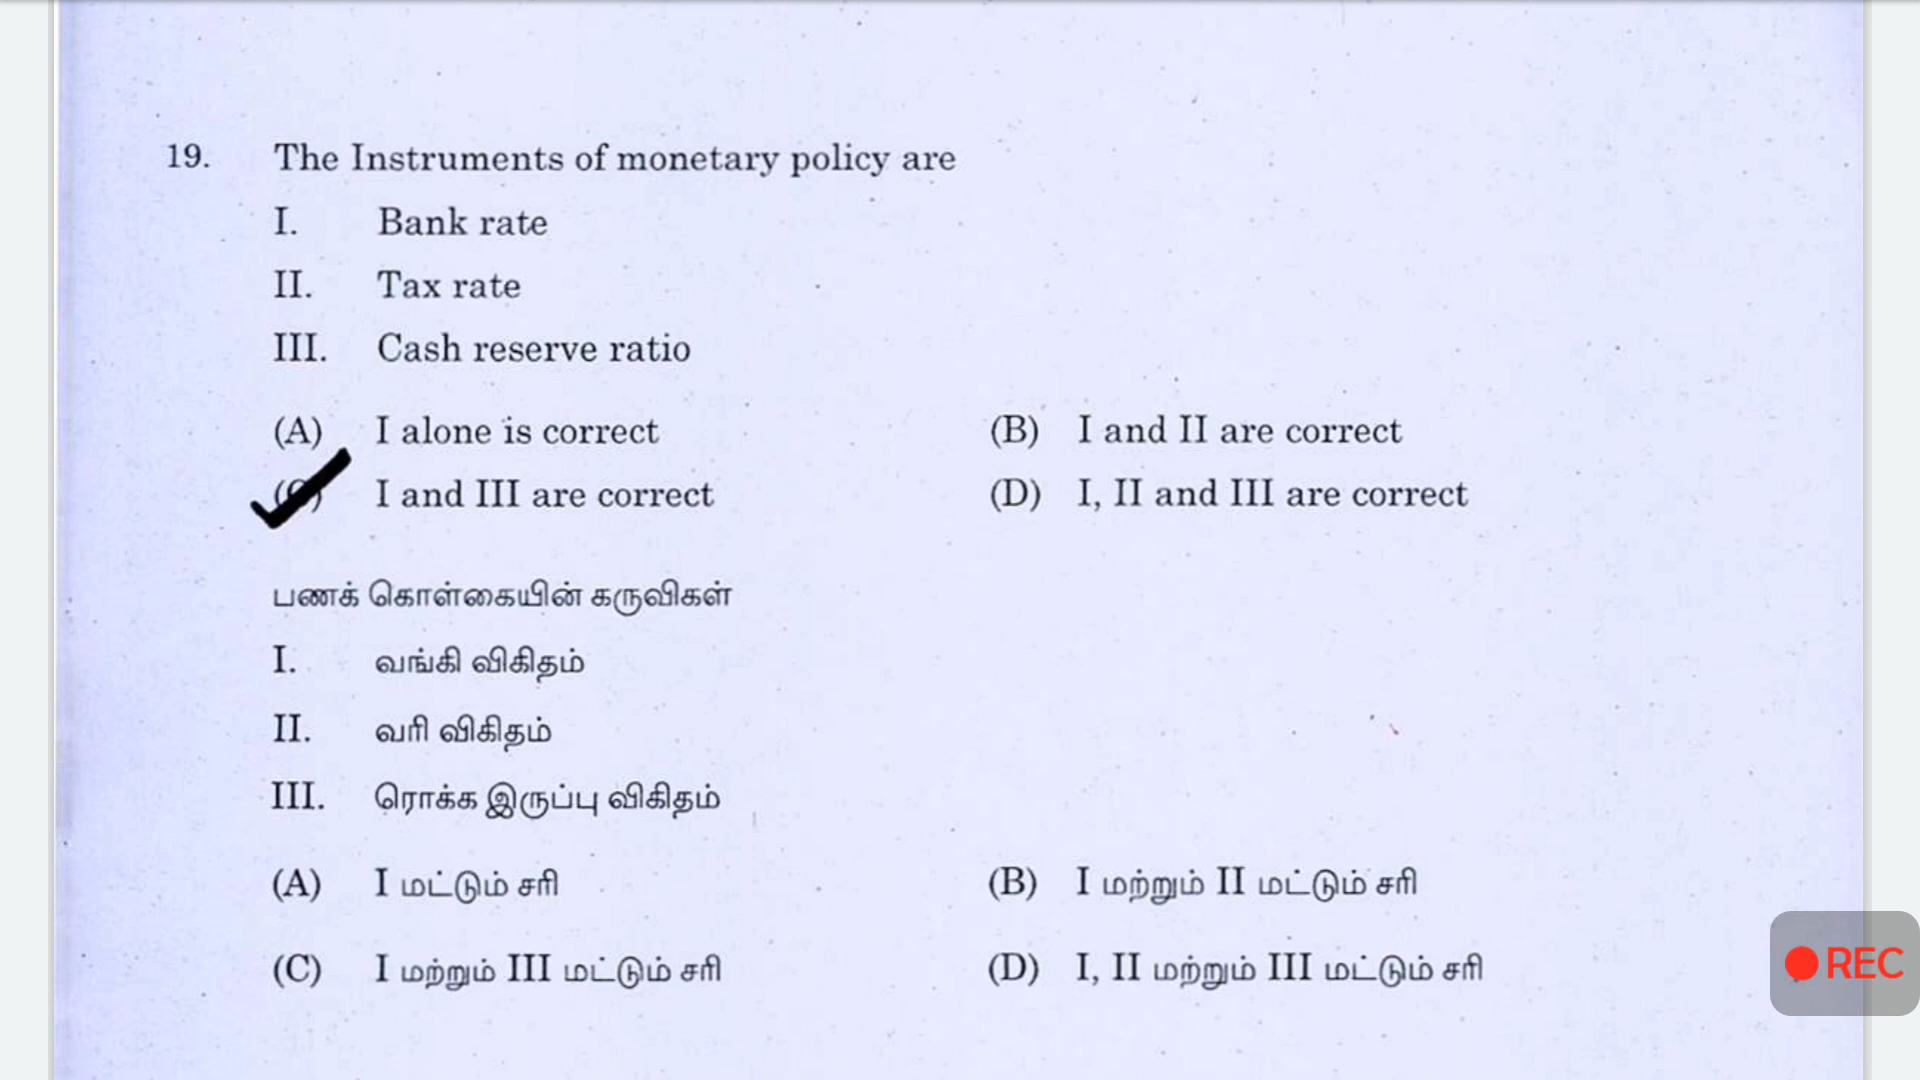 19. The Instruments of monetary policy are
I. Bank rate
II. Tax rate
III. Cash reserve ratio
(A) I alone is correct (B) I and II are correct
(C) I and III are correct (D) I, II and III are correct
பணக் கொள்கையின் கருவிகள்
I. வங்கி விகிதம்
II. வரி விகிதம்
III. ரொக்க இருப்பு விகிதம்
(A) I மட்டும் சரி (B) I மற்றும் II மட்டும் சரி
(C) I மற்றும் III மட்டும் சரி (D) I, II மற்றும் III மட்டும் சரி
REC